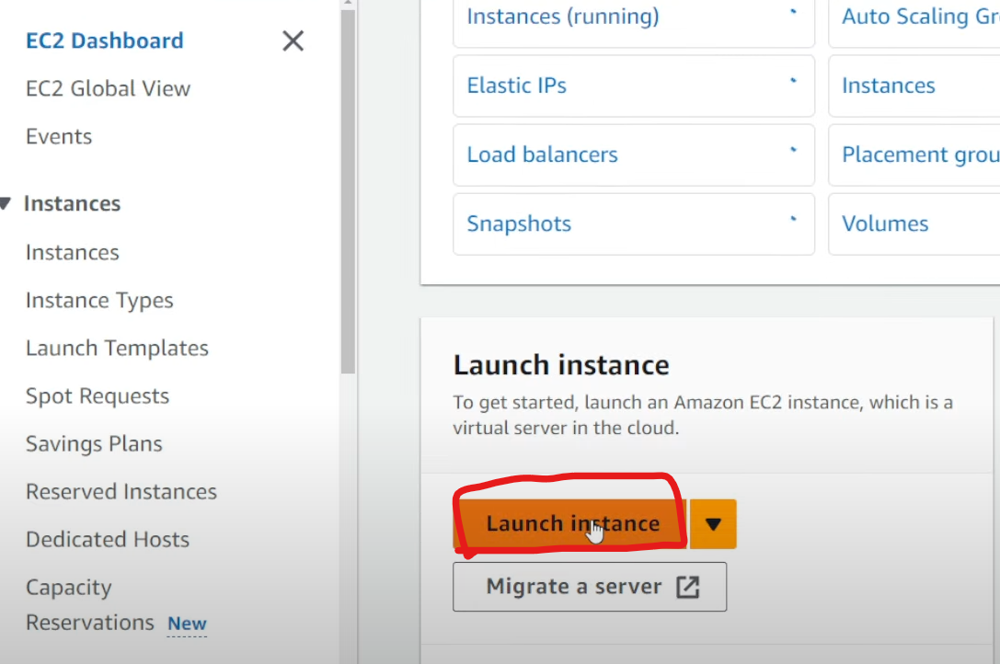 EC2 Dashboard
EC2 Global View
Events
Instances
Instances
Instance Types
Launch Templates
Spot Requests
Savings Plans
Reserved Instances
Dedicated Hosts
Capacity
Reservations New
Instances (running)
Auto Scaling Gr
Elastic IPs
Instances
Load balancers
Placement grou
Snapshots
Volumes
Launch instance
To get started, launch an Amazon EC2 instance, which is a
virtual server in the cloud.
Launch instance
Migrate a server